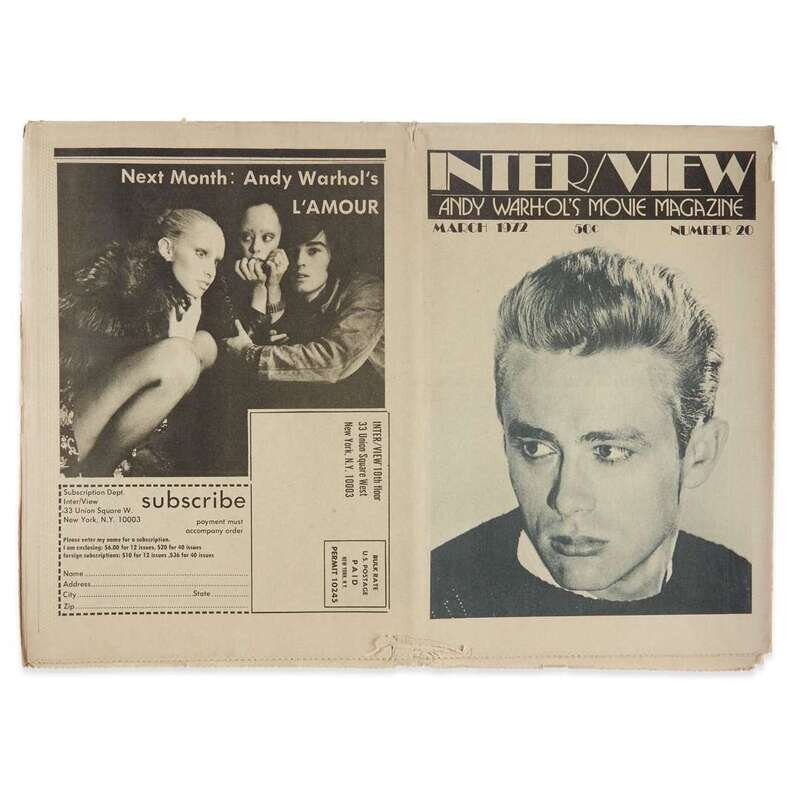 Next Month: Andy Warhol's
L'AMOUR
INTER/VIEW 10th floor
33 Union Square West
New York, N.Y. 10003
BULK RATE
U.S. POSTAGE
PAID
NEW YORK, N.Y.
PERMIT 10245
Subscription Dept.
Inter/View
33 Union Square W.
New York, N.Y. 10003
subscribe
payment must
accompany order
Please enter my name for a subscription.
I am enclosing: $6.00 for 12 issues, $20 for 40 issues
foreign subscriptions: $10 for 12 issues ,$36 for 40 issues
Name
Address
City State
Zip
INTER/VIEW
ANDY WARHOL'S MOVIE MAGAZINE
MARCH 1972 50¢ NUMBER 20